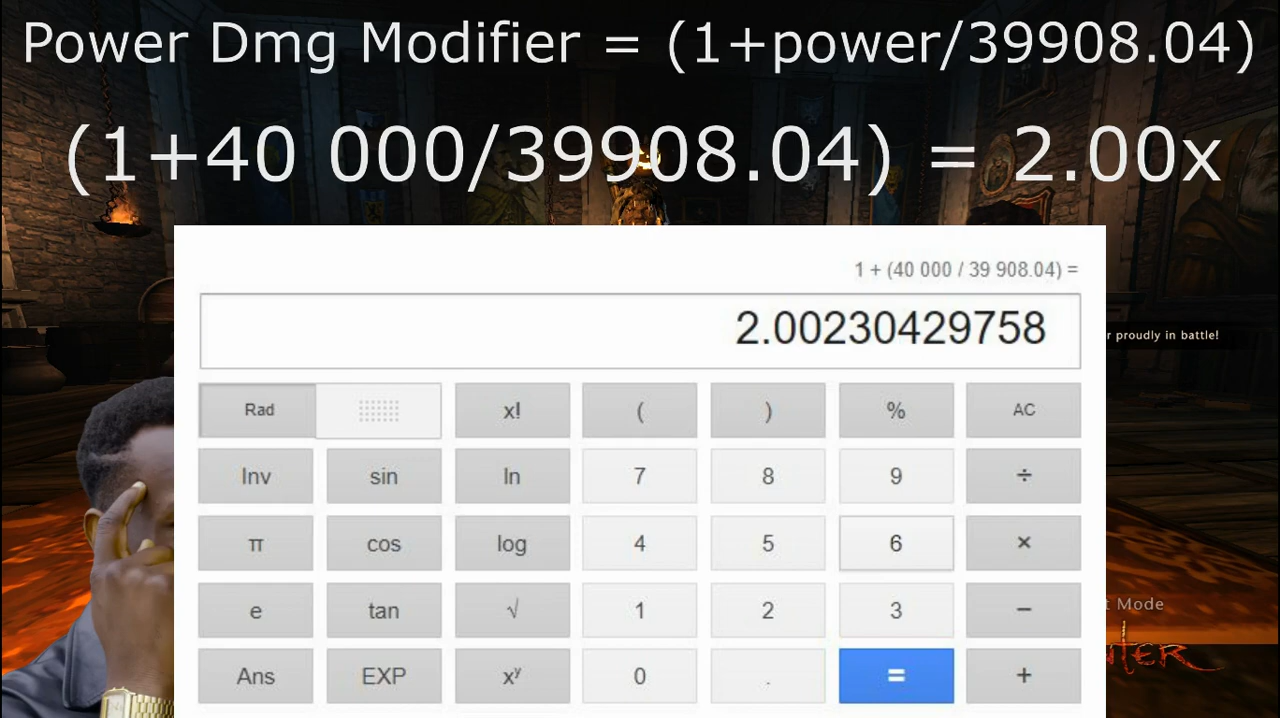 Power Dmg Modifier = (1+power/39908.04)
(1+40 000/39908.04) = 2.00x
1 + (40 000 / 39 908.04) =
2.00230429758
r proudly in battle!
Rad x! ( ) % AC
Inv sin ln 7 8 9 ÷
π cos log 4 5 6 ×
e tan √ 1 2 3 −
t Mode
Ans EXP xʸ 0 . = +